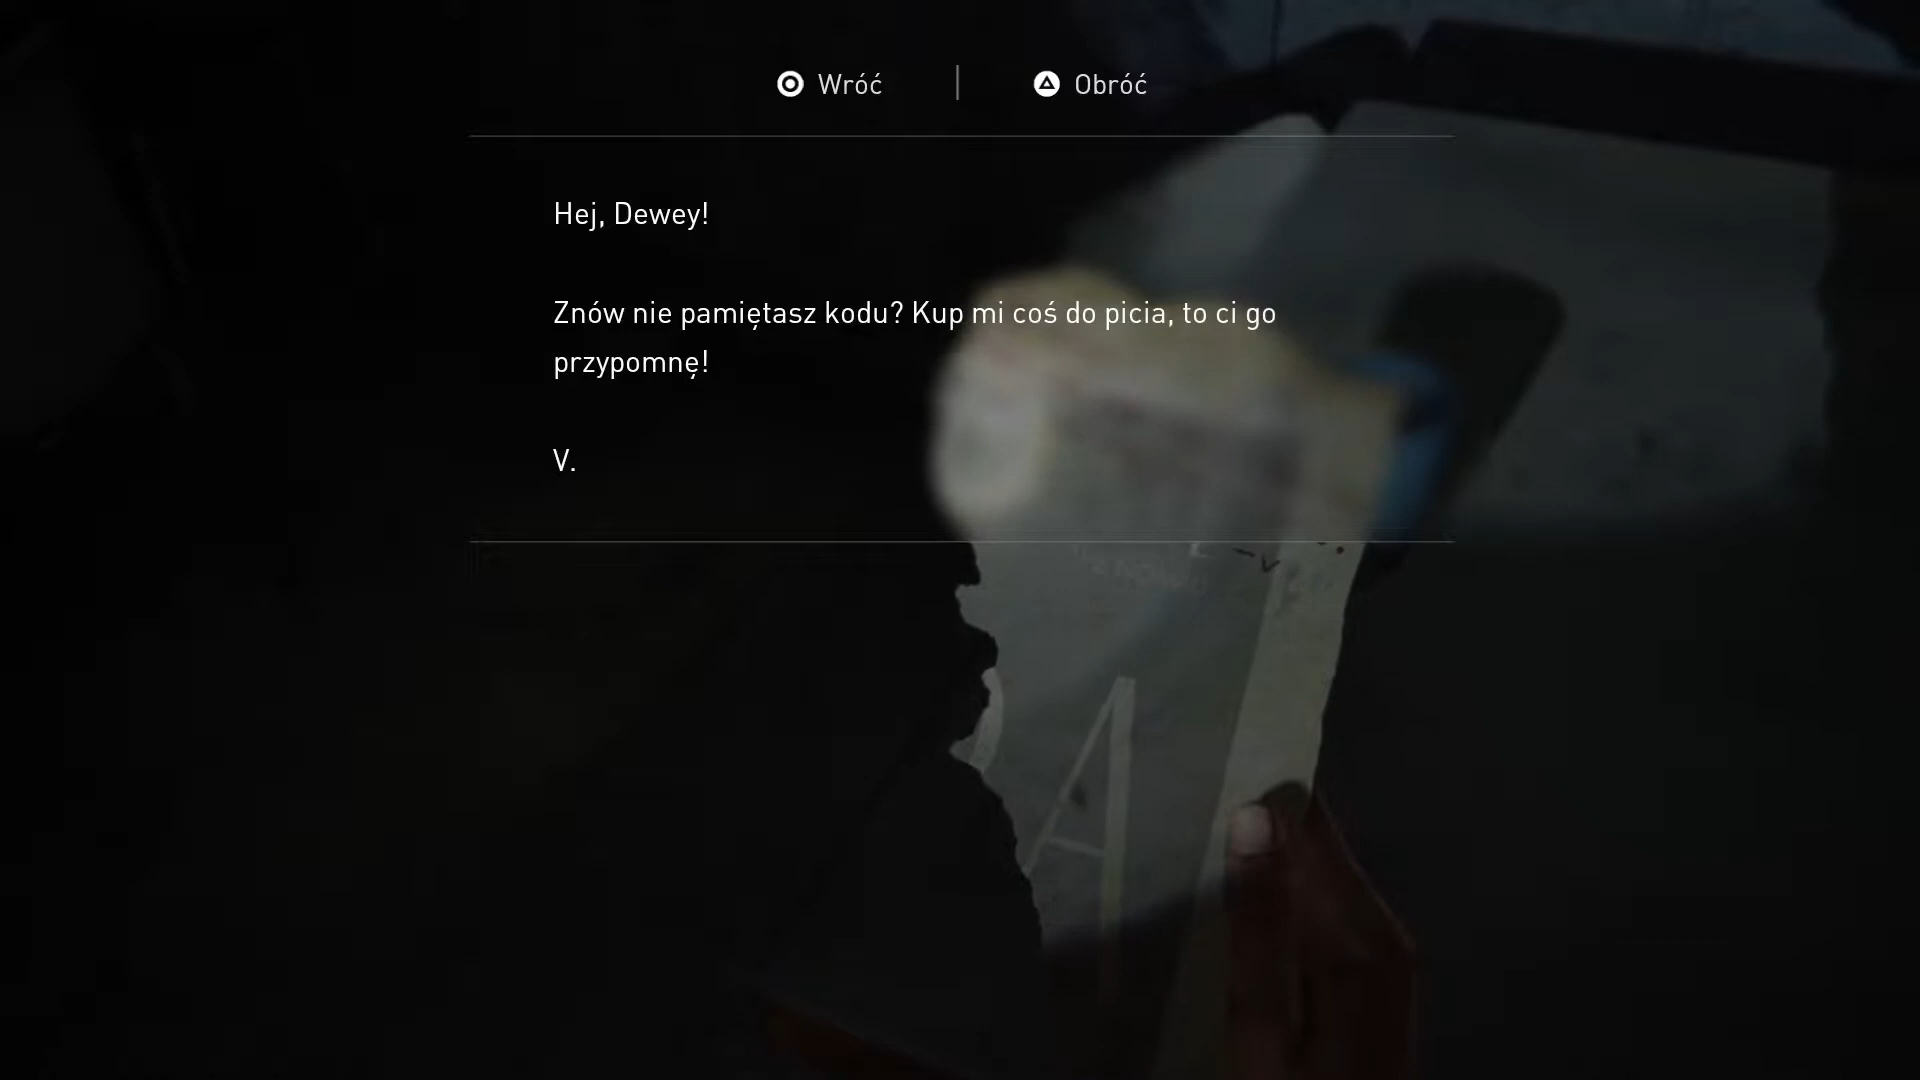 Wróć | Obróć
Hej, Dewey!
Znów nie pamiętasz kodu? Kup mi coś do picia, to ci go
przypomnę!
V.
A